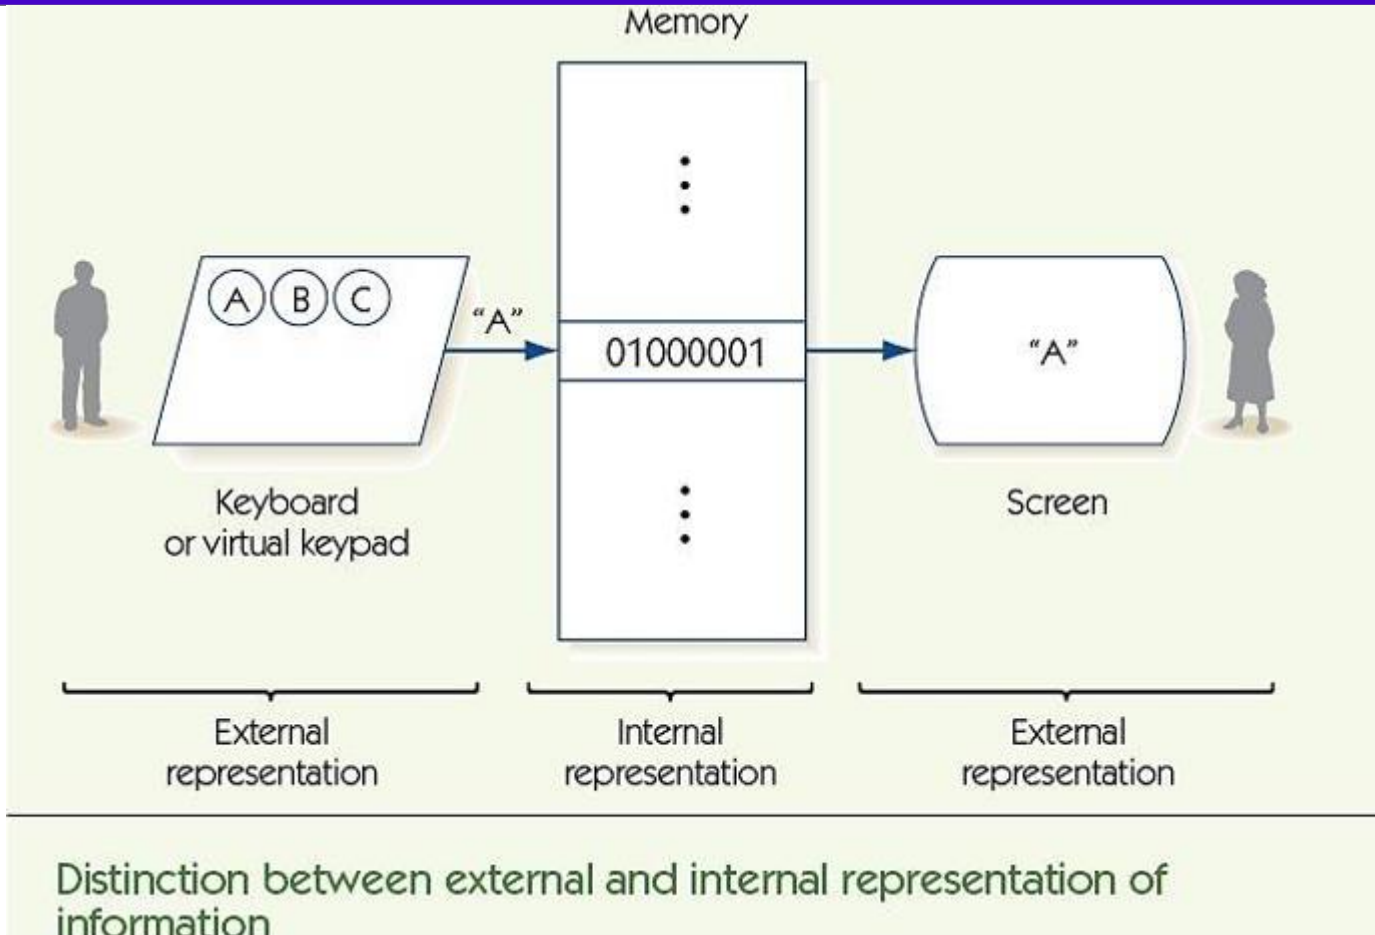 Memory
A B C
“A”
01000001
“A”
Keyboard
or virtual keypad
Screen
External
representation
Internal
representation
External
representation
Distinction between external and internal representation of
information